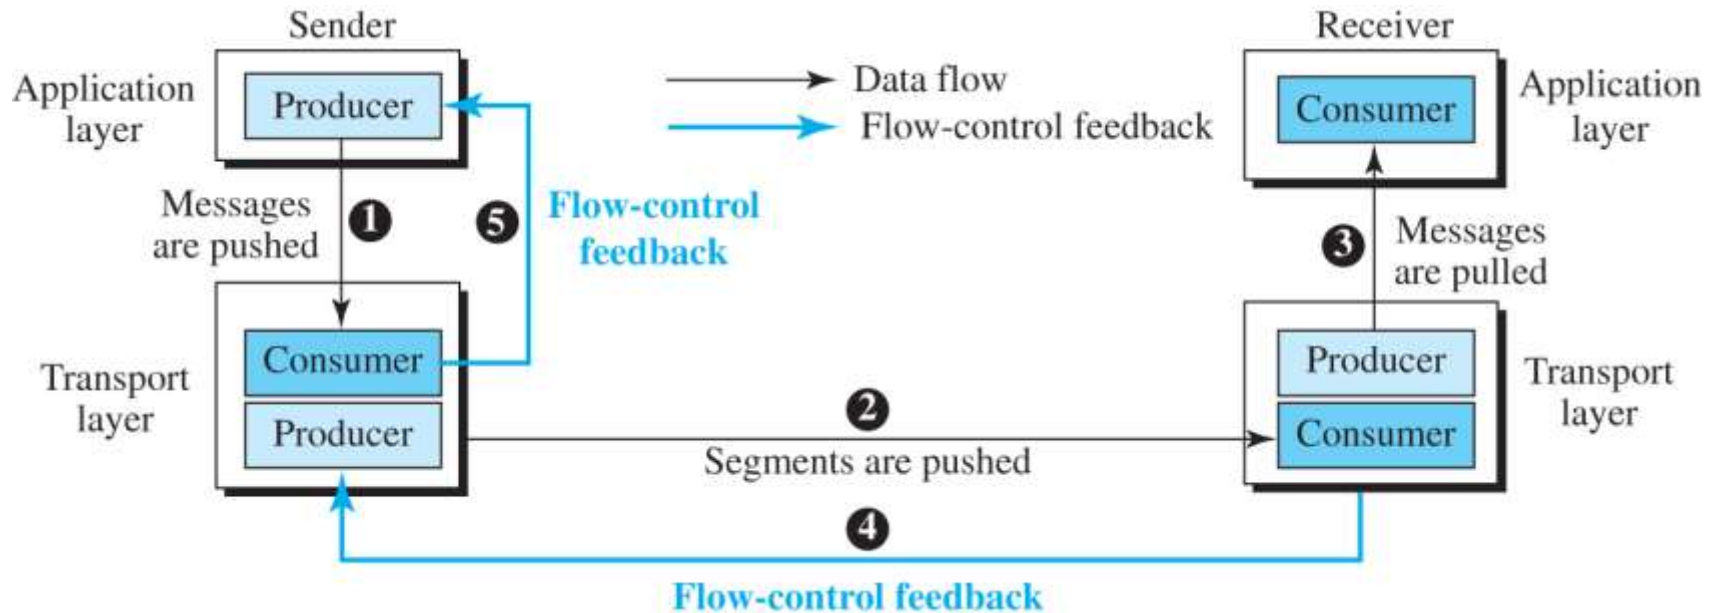 Sender
Receiver
Application
layer
Producer
Data flow
Flow-control feedback
Consumer
Application
layer
Messages
are pushed
1
5
Flow-control
feedback
3
Messages
are pulled
Transport
layer
Consumer
Producer
2
Segments are pushed
Producer
Consumer
Transport
layer
4
Flow-control feedback